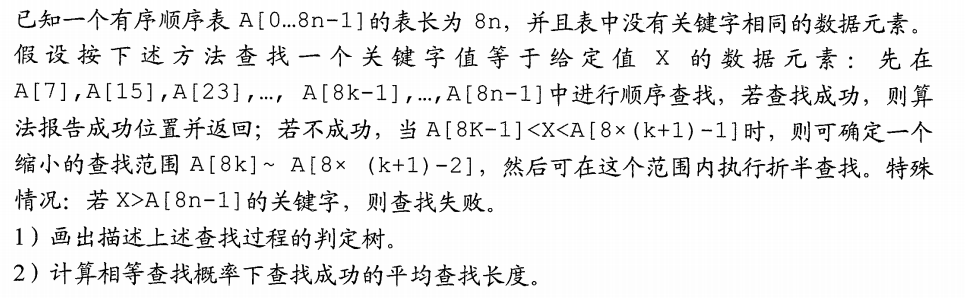 已知一个有序顺序表 A[0…8n-1]的表长为 8n，并且表中没有关键字相同的数据元素。
假设按下述方法查找一个关键字值等于给定值 X 的数据元素：先在
A[7],A[15],A[23],…, A[8k-1],…,A[8n-1]中进行顺序查找，若查找成功，则算
法报告成功位置并返回；若不成功，当 A[8K-1]<X<A[8×(k+1)-1]时，则可确定一个
缩小的查找范围 A[8k]~ A[8× (k+1)-2]，然后可在这个范围内执行折半查找。特殊
情况：若 X>A[8n-1]的关键字，则查找失败。
1）画出描述上述查找过程的判定树。
2）计算相等查找概率下查找成功的平均查找长度。